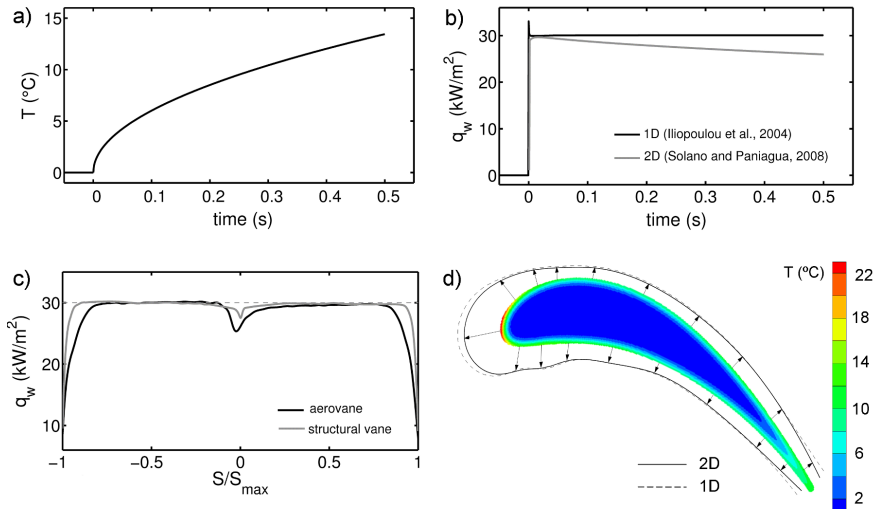 a)
15
10
5
0
T (°C)
0
0.1
0.2
0.3
0.4
0.5
time (s)
b)
30
20
10
0
q_w (kW/m²)
1D (Iliopoulou et al., 2004)
2D (Solano and Paniagua, 2008)
0
0.1
0.2
0.3
0.4
0.5
time (s)
c)
30
20
10
q_w (kW/m²)
aerovane
structural vane
-1
-0.5
0
0.5
1
S/S_max
d)
T (ºC)
22
18
14
10
6
2
2D
1D